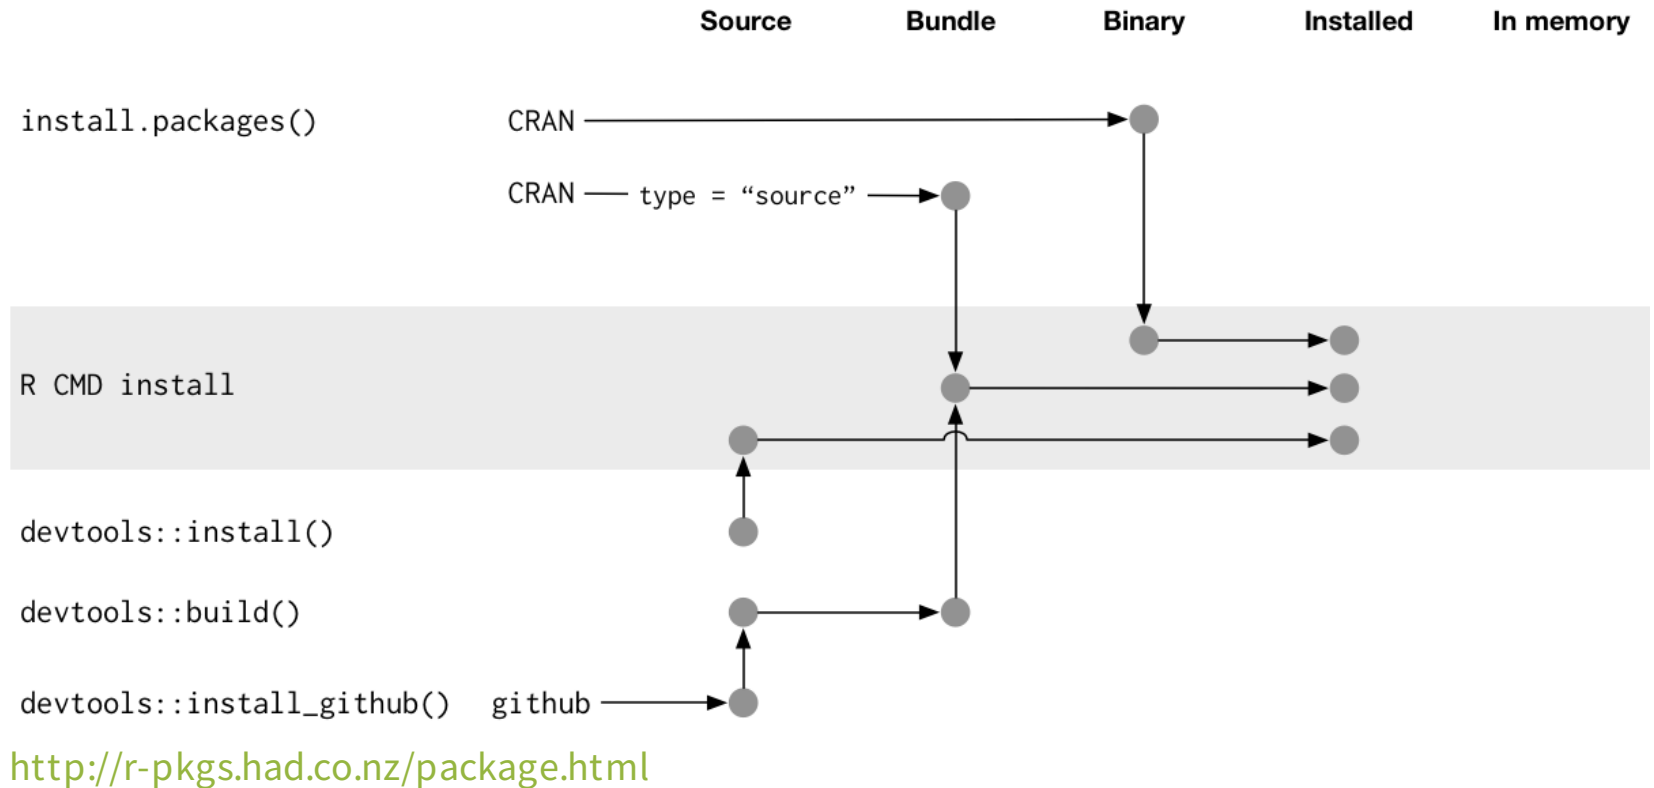 Source Bundle Binary Installed In memory
install.packages() CRAN
CRAN type = “source”
R CMD install
devtools::install()
devtools::build()
devtools::install_github() github
http://r-pkgs.had.co.nz/package.html